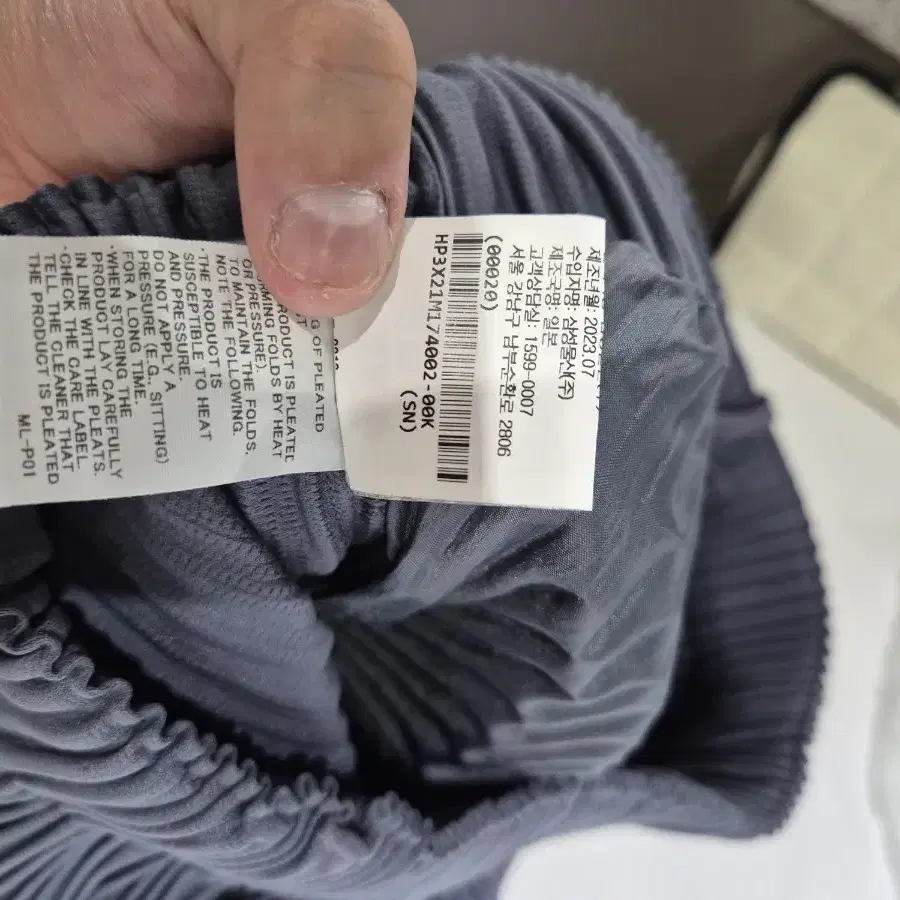 OF PLEATED
IS PLEATED
FOLDS BY HEAT
OR PRESSURE).
TO MAINTAIN THE FOLDS,
NOTE THE FOLLOWING.
·THE PRODUCT IS
SUSCEPTIBLE TO HEAT
AND PRESSURE.
DO NOT APPLY A
PRESSURE (E.G., SITTING)
FOR A LONG TIME.
·WHEN STORING THE
PRODUCT LAY CAREFULLY
IN LINE WITH THE PLEATS.
·CHECK THE CARE LABEL.
TELL THE CLEANER THAT
THE PRODUCT IS PLEATED
ML-P01
제조년월: 2023.07
수입자명: 삼성물산(주)
제조국명: 일본
고객상담실: 1599-0007
서울 강남구 남부순환로 2806
(00020)
HP3X21M174002-00K
(SN)